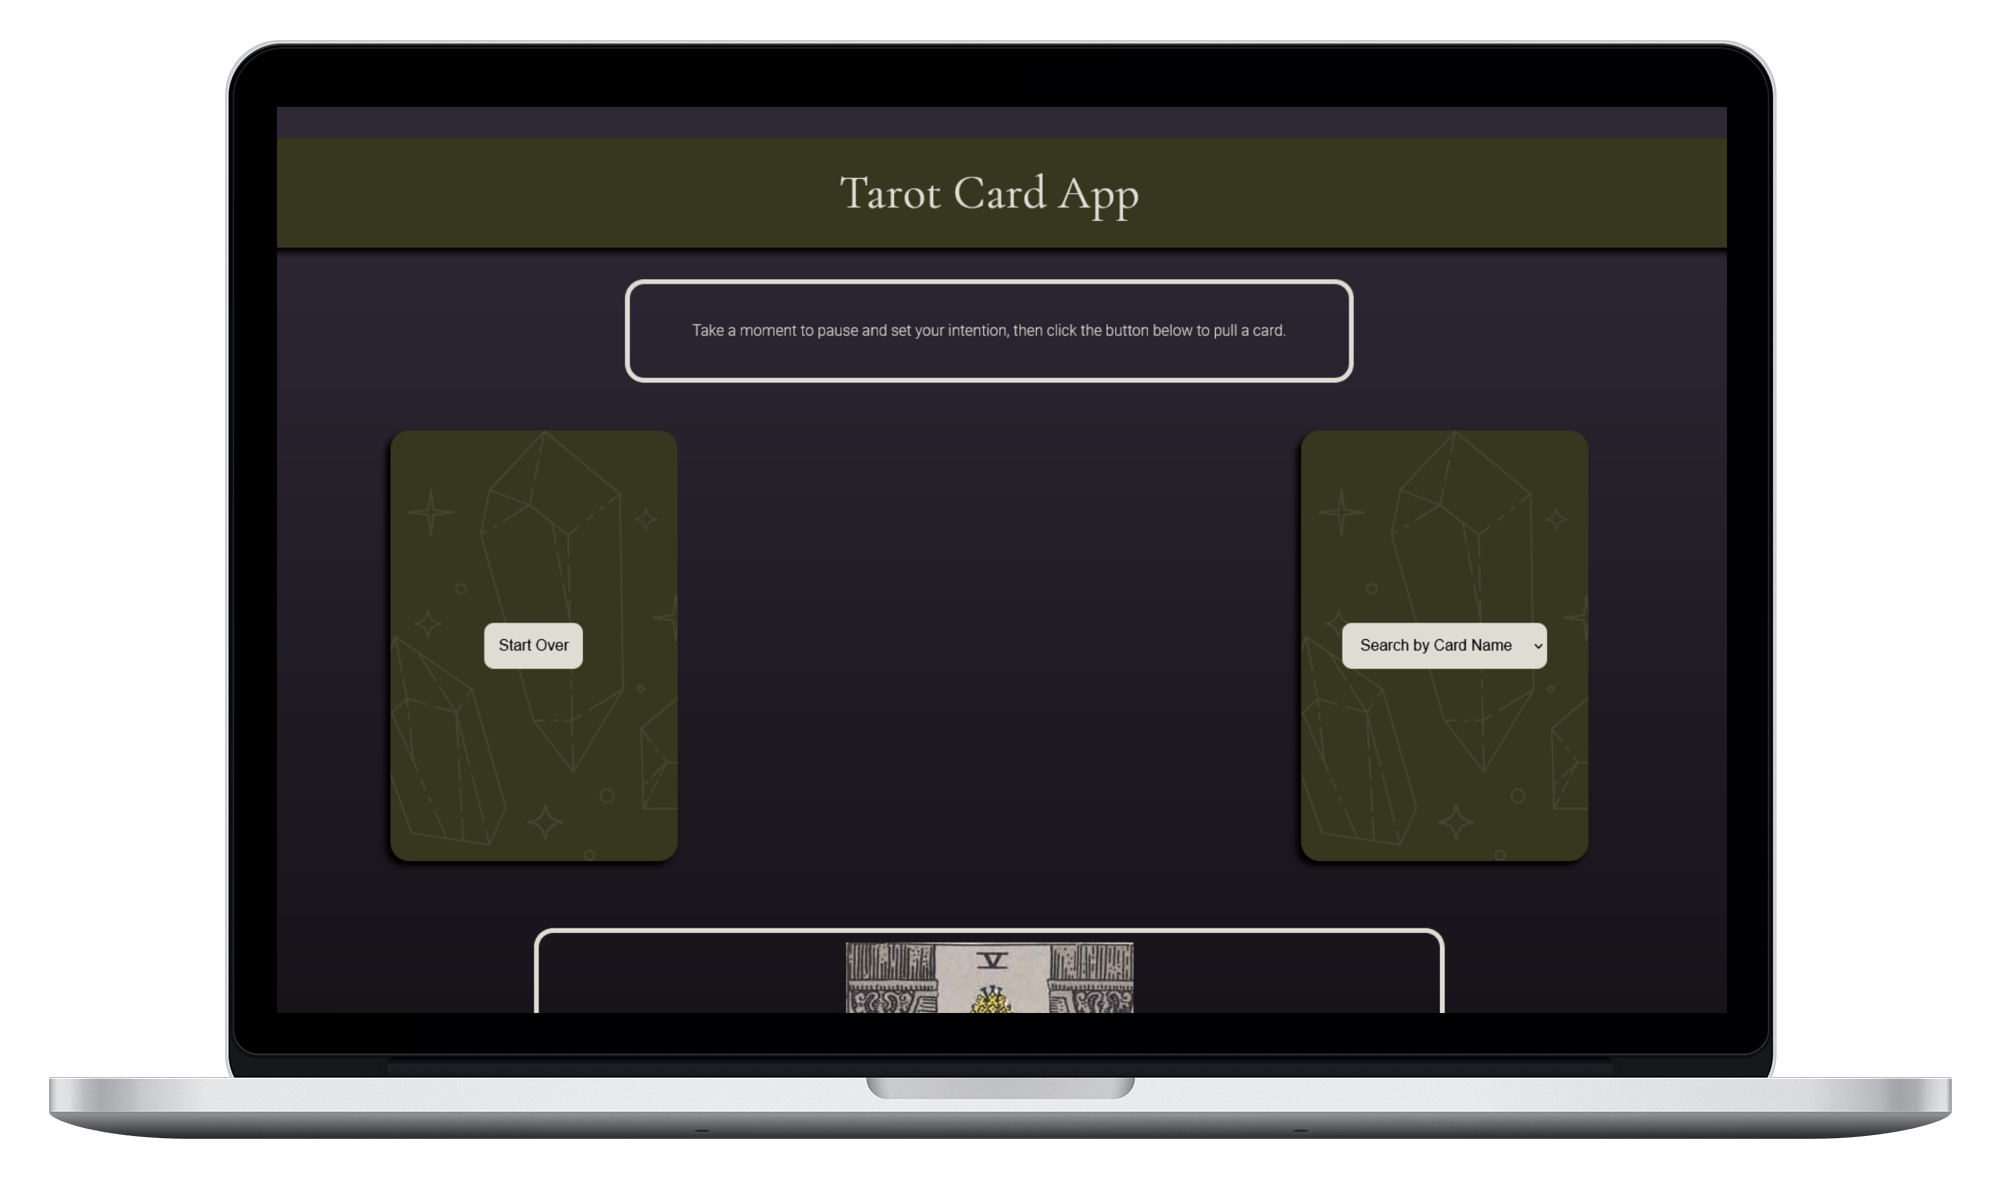 Tarot Card App
Take a moment to pause and set your intention, then click the button below to pull a card.
Start Over
Search by Card Name
V